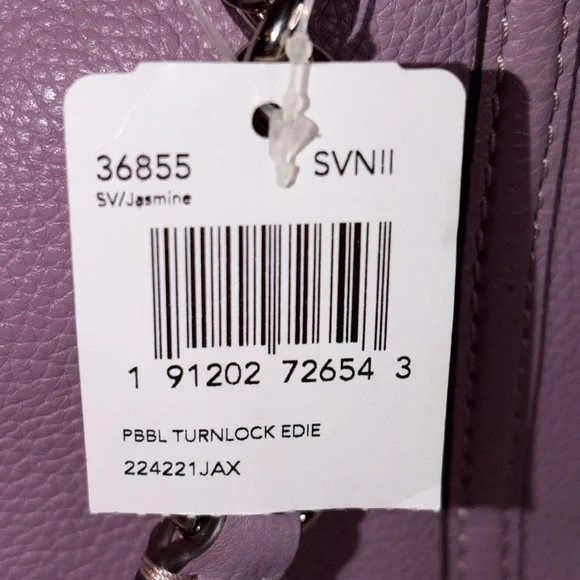 36855 SVNII
SV/Jasmine
1 91202 72654 3
PBBL TURNLOCK EDIE
224221JAX